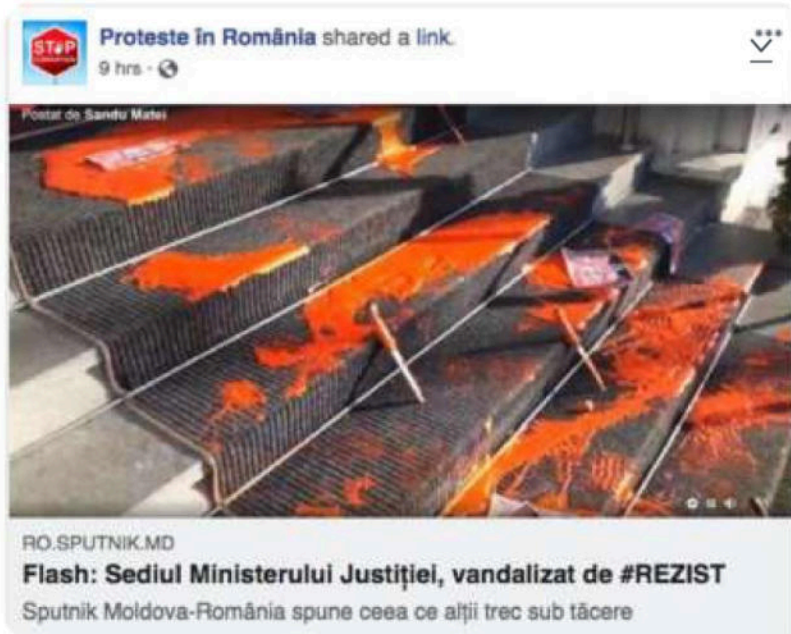 STOP
Proteste în România shared a link.
9 hrs ·
Postat de Sandu Matei
RO.SPUTNIK.MD
Flash: Sediul Ministerului Justiției, vandalizat de #REZIST
Sputnik Moldova-România spune ceea ce alții trec sub tăcere